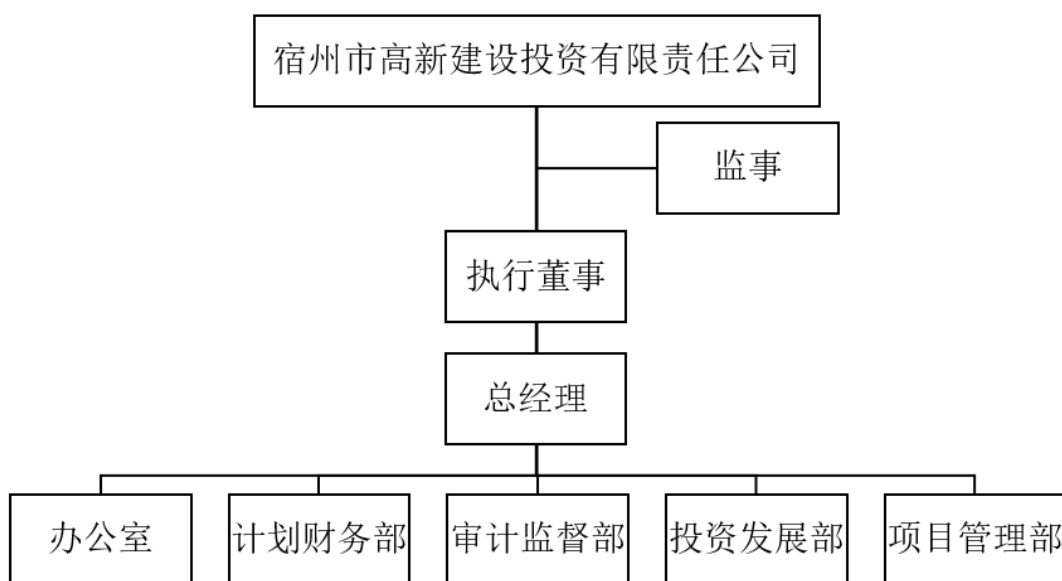 宿州市高新建设投资有限责任公司
监事
执行董事
总经理
办公室
计划财务部
审计监督部
投资发展部
项目管理部